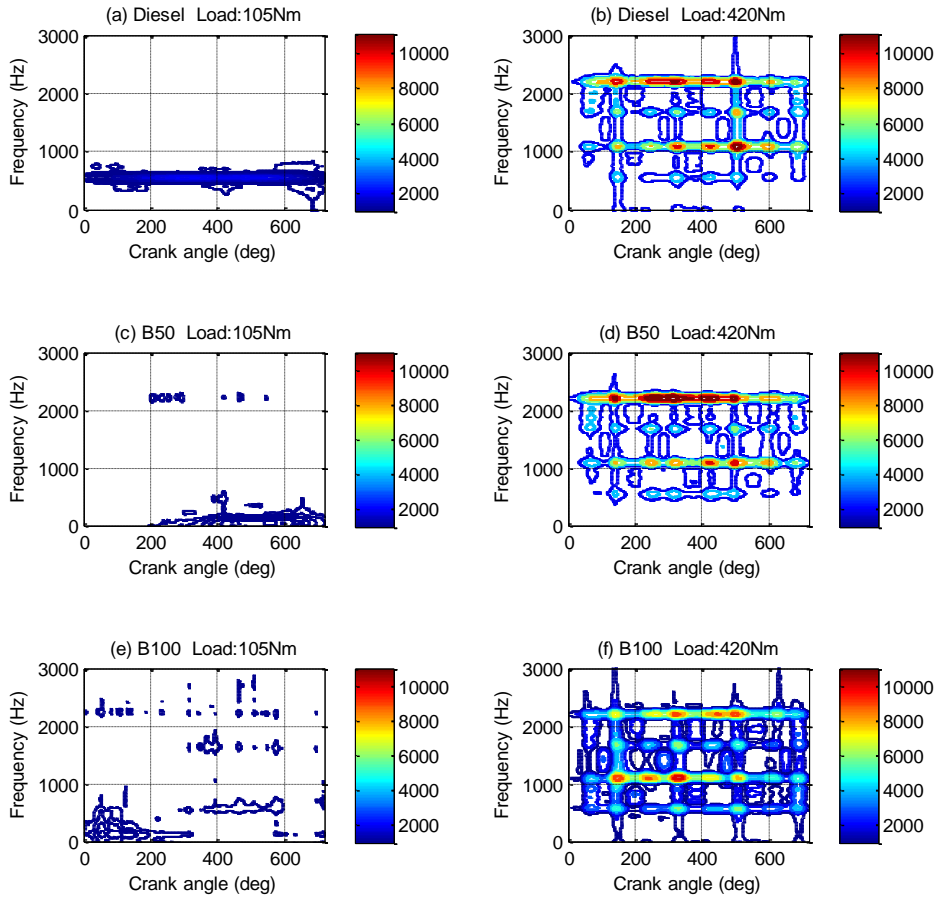 (a) Diesel Load:105Nm
3000
2000
1000
0
0 200 400 600
Frequency (Hz)
Crank angle (deg)
10000
8000
6000
4000
2000
(b) Diesel Load:420Nm
3000
2000
1000
0
0 200 400 600
Frequency (Hz)
Crank angle (deg)
10000
8000
6000
4000
2000
(c) B50 Load:105Nm
3000
2000
1000
0
0 200 400 600
Frequency (Hz)
Crank angle (deg)
10000
8000
6000
4000
2000
(d) B50 Load:420Nm
3000
2000
1000
0
0 200 400 600
Frequency (Hz)
Crank angle (deg)
10000
8000
6000
4000
2000
(e) B100 Load:105Nm
3000
2000
1000
0
0 200 400 600
Frequency (Hz)
Crank angle (deg)
10000
8000
6000
4000
2000
(f) B100 Load:420Nm
3000
2000
1000
0
0 200 400 600
Frequency (Hz)
Crank angle (deg)
10000
8000
6000
4000
2000